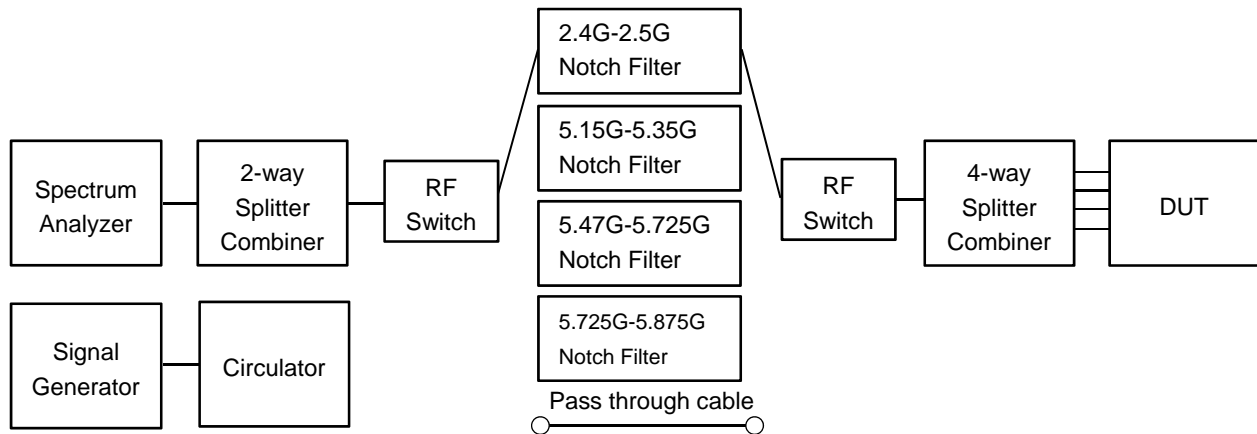 2.4G-2.5G
Notch Filter
5.15G-5.35G
Notch Filter
Spectrum
Analyzer
2-way
Splitter
Combiner
RF
Switch
RF
Switch
4-way
Splitter
Combiner
DUT
5.47G-5.725G
Notch Filter
5.725G-5.875G
Notch Filter
Signal
Generator
Circulator
Pass through cable